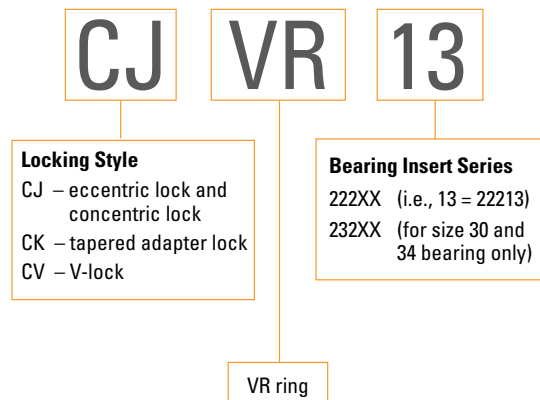 CJ VR 13
Locking Style
CJ – eccentric lock and
concentric lock
CK – tapered adapter lock
CV – V-lock
Bearing Insert Series
222XX (i.e., 13 = 22213)
232XX (for size 30 and
34 bearing only)
VR ring